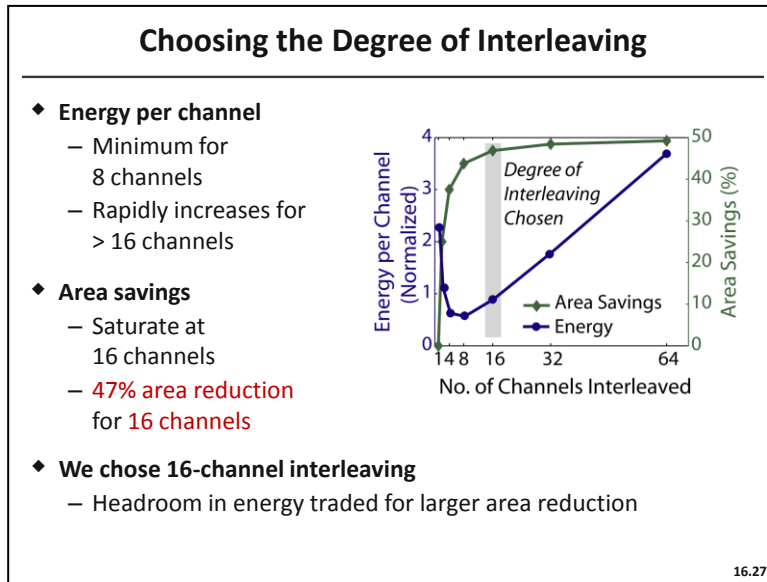 Choosing the Degree of Interleaving
◆ Energy per channel
– Minimum for
8 channels
– Rapidly increases for
> 16 channels
◆ Area savings
– Saturate at
16 channels
– 47% area reduction
for 16 channels
Energy per Channel
(Normalized)
4
3
2
1
0
Degree of
Interleaving
Chosen
Area Savings
Energy
50
40
30
20
10
0
Area Savings (%)
1 4 8 16 32 64
No. of Channels Interleaved
◆ We chose 16-channel interleaving
– Headroom in energy traded for larger area reduction
16.27